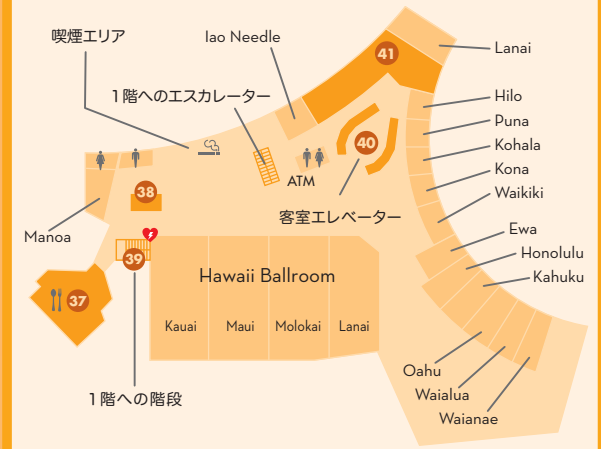 喫煙エリア
Iao Needle
41
Lanai
1階へのエスカレーター
Hilo
Puna
40
Kohala
ATM
Kona
38
Waikiki
客室エレベーター
Manoa
Ewa
39
Honolulu
Hawaii Ballroom
Kahuku
37
Kauai
Maui
Molokai
Lanai
Oahu
1階への階段
Waialua
Waianae